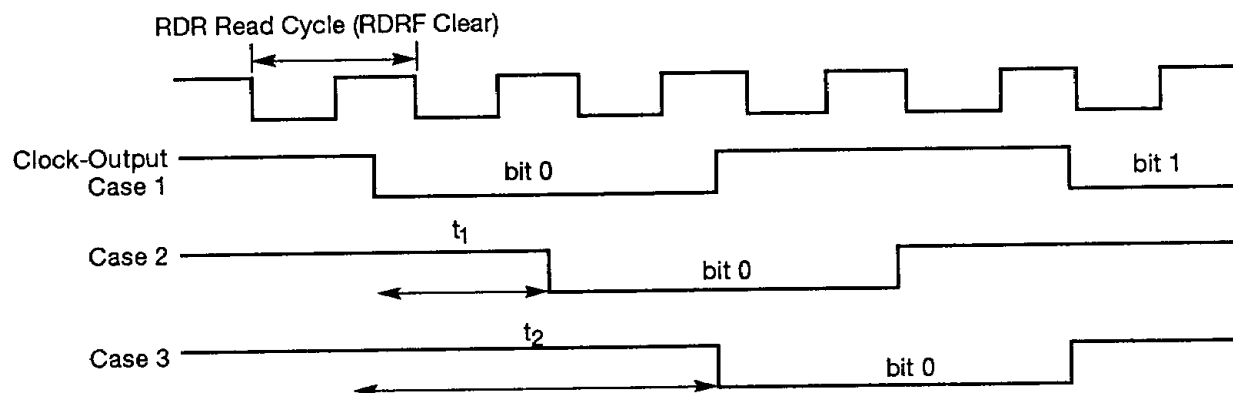 RDR Read Cycle (RDRF Clear)
Clock-Output
Case 1
bit 0
bit 1
t1
Case 2
bit 0
t2
Case 3
bit 0